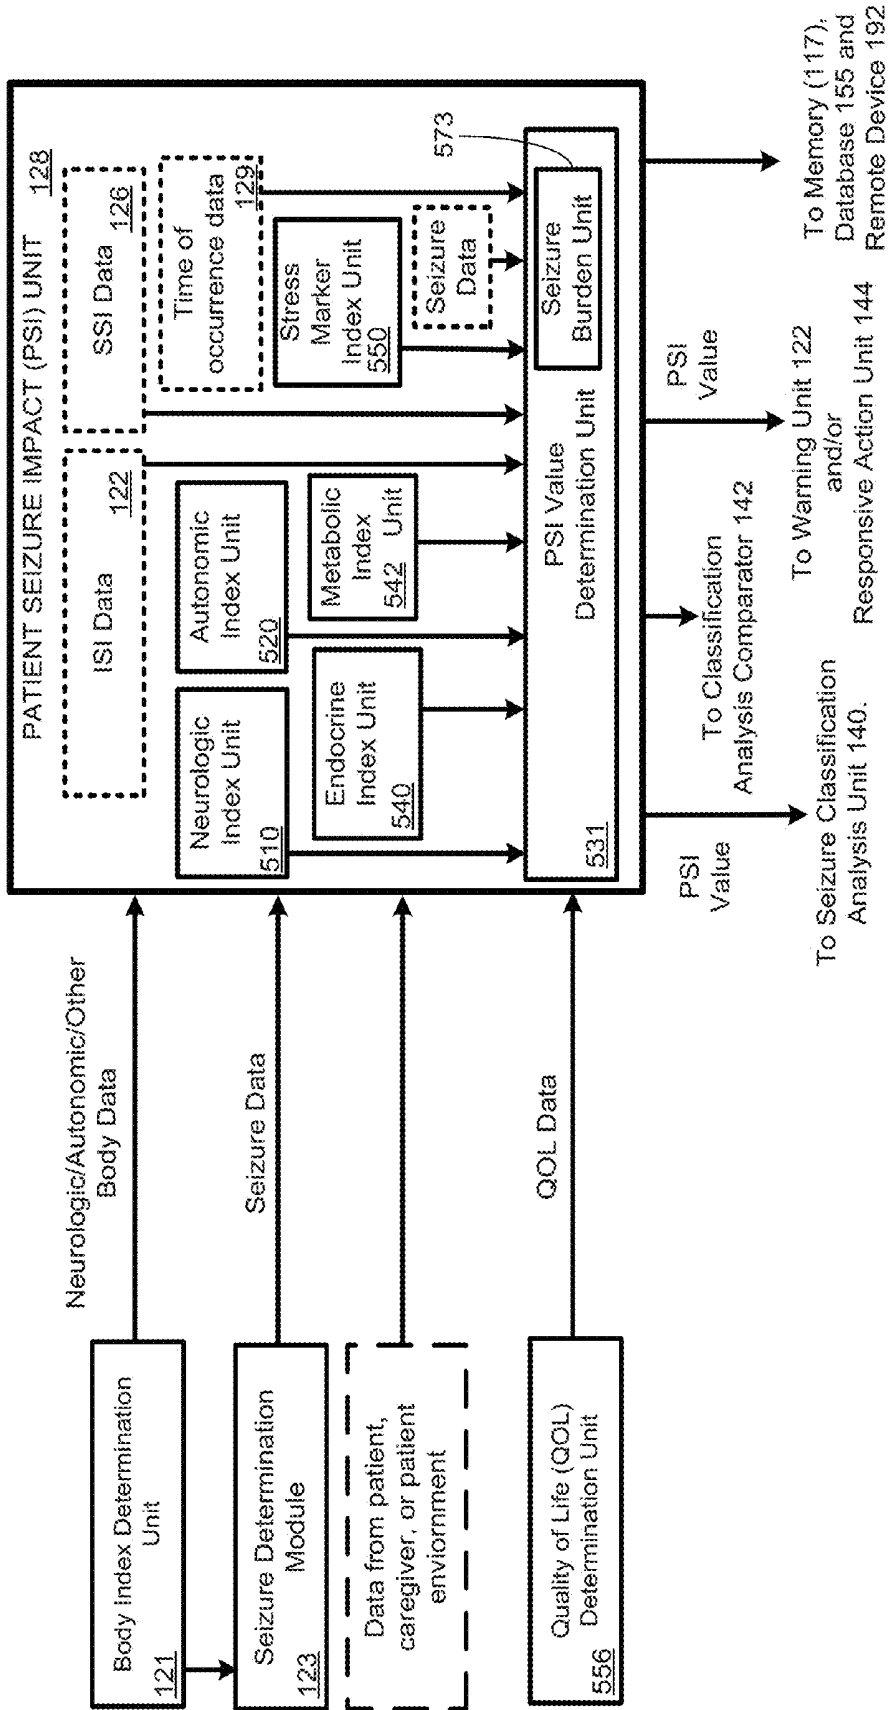 PATIENT SEIZURE IMPACT (PSI) UNIT
128
ISI Data
122
SSI Data
126
Time of
occurrence data
129
Neurologic
Index Unit
510
Autonomic
Index Unit
520
Endocrine
Index Unit
540
Metabolic
Index
Unit
542
Stress
Marker
Index Unit
550
Seizure
Data
PSI Value
Determination Unit
531
Seizure
Burden Unit
573
Body Index Determination
Unit
121
Neurologic/Autonomic/Other
Body Data
Seizure Determination
Module
123
Seizure Data
Data from patient,
caregiver, or patient
enviornment
Quality of Life (QOL)
Determination Unit
556
QOL Data
PSI
Value
To Seizure Classification
Analysis Unit 140.
To Classification
Analysis Comparator 142
PSI
Value
To Warning Unit 122
and/or
Responsive Action Unit 144
To Memory (117),
Database 155 and
Remote Device 192